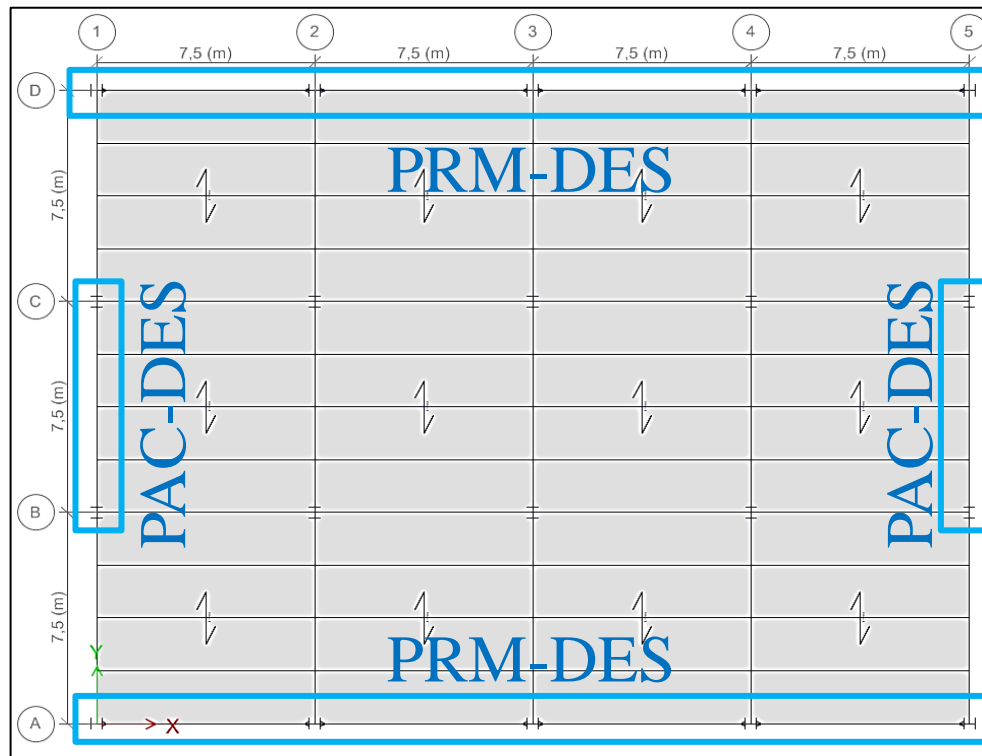 1 2 3 4 5
7,5 (m) 7,5 (m) 7,5 (m) 7,5 (m)
D
PRM-DES
7,5 (m)
C
PAC-DES
PAC-DES
7,5 (m)
B
7,5 (m)
PRM-DES
Y
A
X